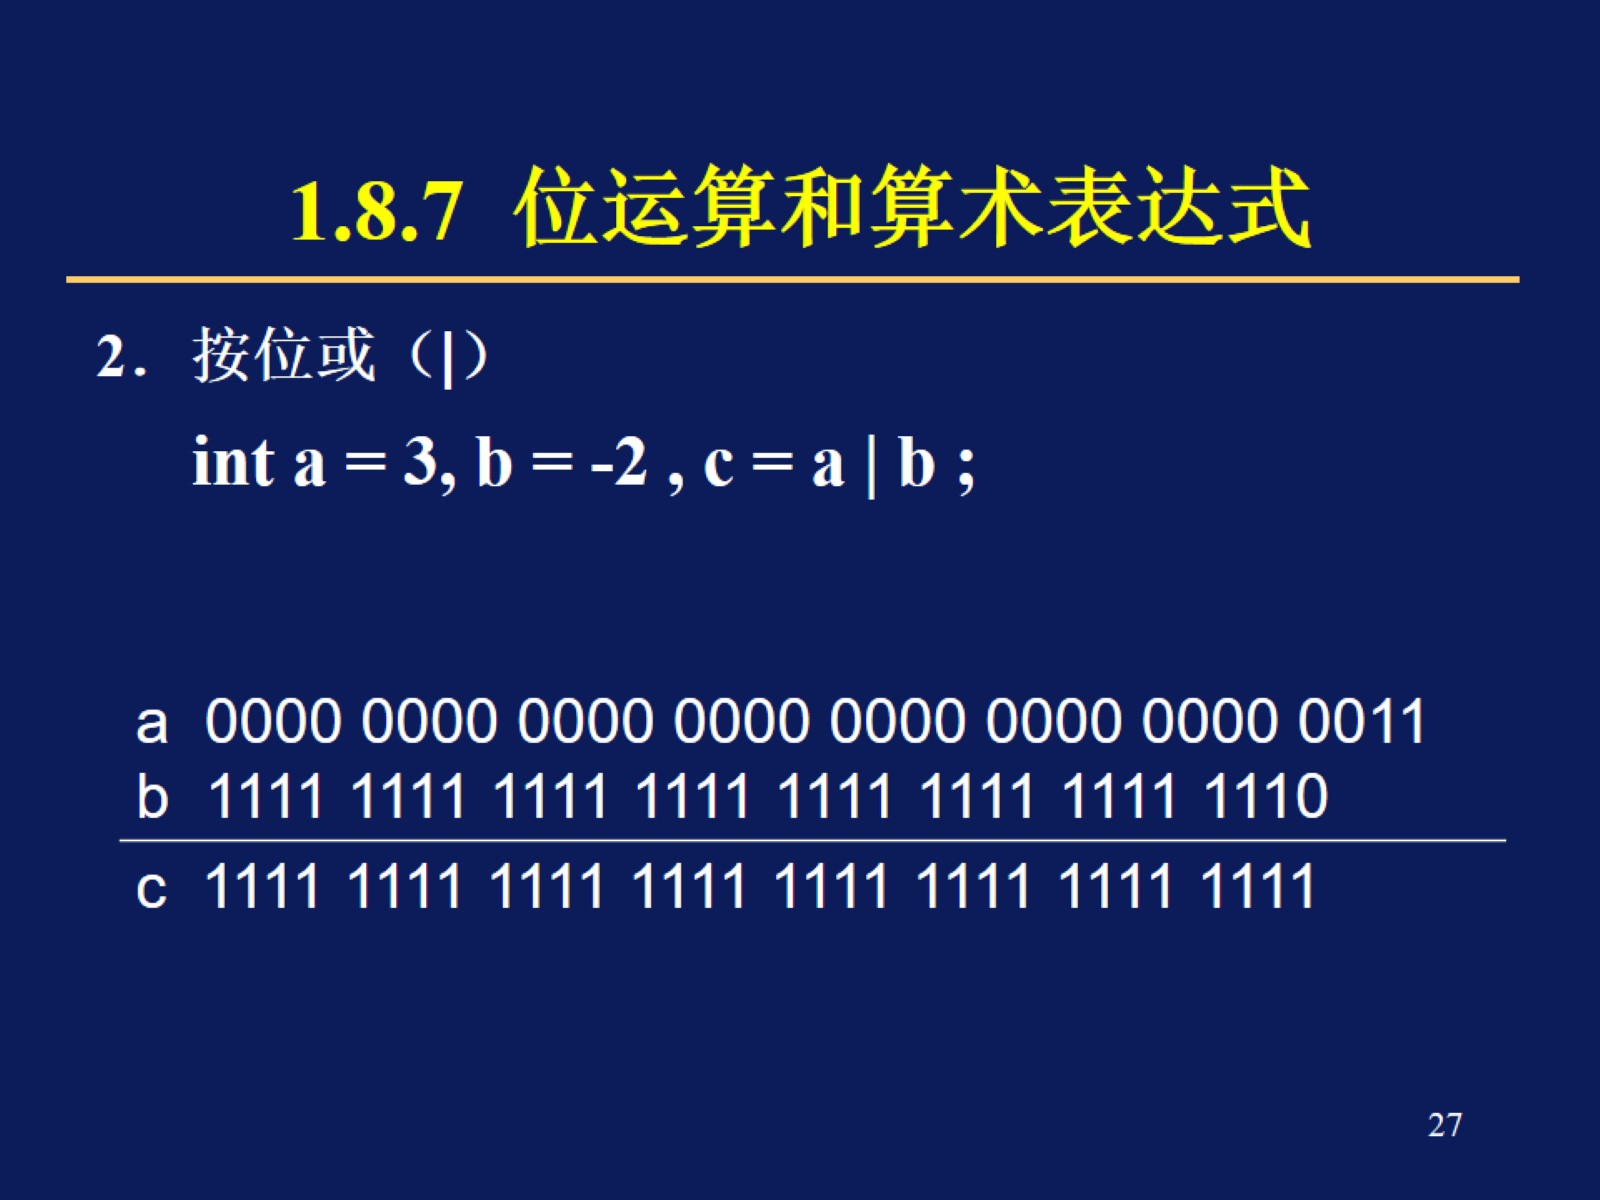 1.8.7 位运算和算术表达式
2. 按位或（|）
int a = 3, b = -2 , c = a | b ;
a 0000 0000 0000 0000 0000 0000 0000 0011
b 1111 1111 1111 1111 1111 1111 1111 1110
c 1111 1111 1111 1111 1111 1111 1111 1111
27